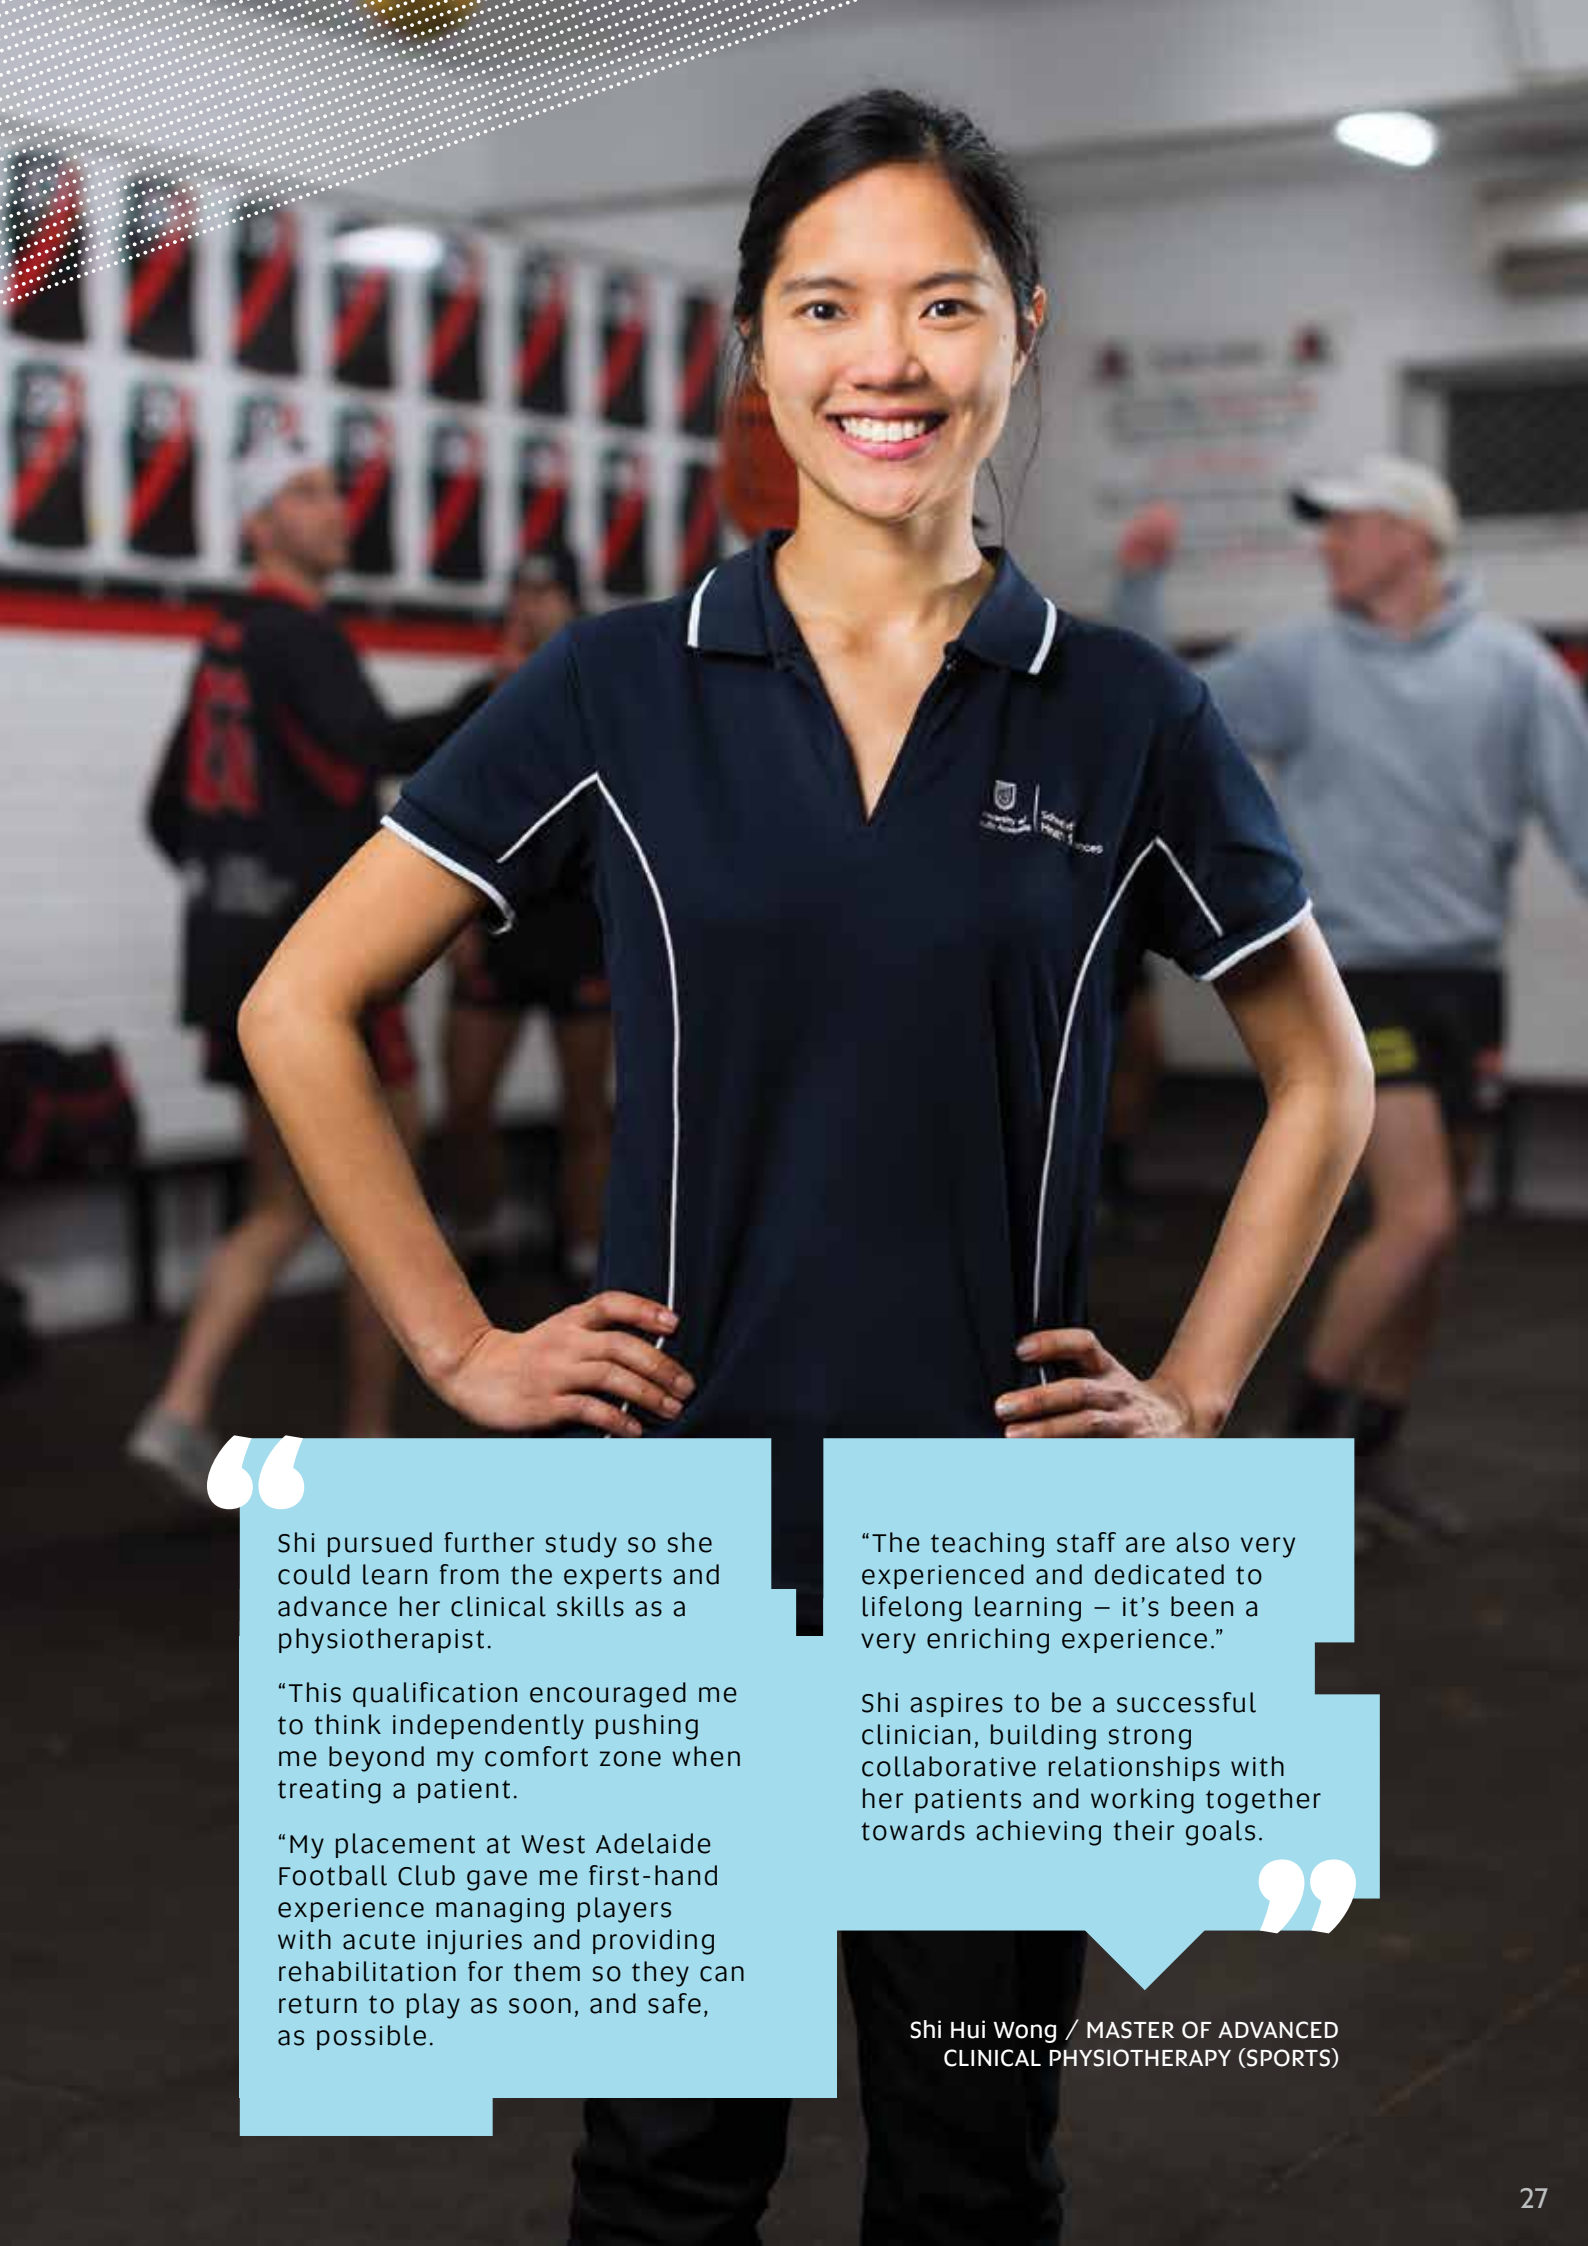 Shi pursued further study so she
could learn from the experts and
advance her clinical skills as a
physiotherapist.
“This qualification encouraged me
to think independently pushing
me beyond my comfort zone when
treating a patient.
“My placement at West Adelaide
Football Club gave me first-hand
experience managing players
with acute injuries and providing
rehabilitation for them so they can
return to play as soon, and safe,
as possible.
“The teaching staff are also very
experienced and dedicated to
lifelong learning – it’s been a
very enriching experience.”
Shi aspires to be a successful
clinician, building strong
collaborative relationships with
her patients and working together
towards achieving their goals.
Shi Hui Wong / MASTER OF ADVANCED
CLINICAL PHYSIOTHERAPY (SPORTS)
27